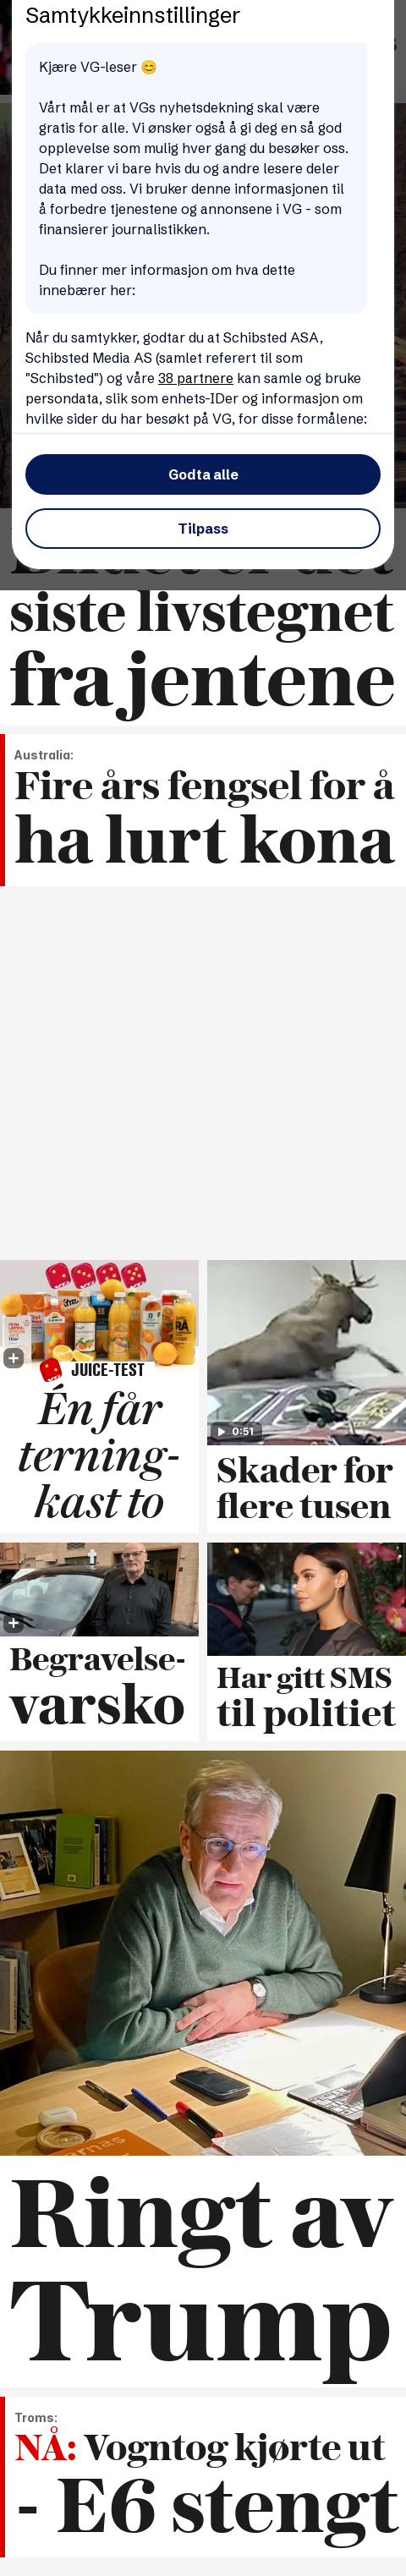 Samtykkeinnstillinger
Kjære VG-leser 😊
Vårt mål er at VGs nyhetsdekning skal være
gratis for alle. Vi ønsker også å gi deg en så god
opplevelse som mulig hver gang du besøker oss.
Det klarer vi bare hvis du og andre lesere deler
data med oss. Vi bruker denne informasjonen til
å forbedre tjenestene og annonsene i VG - som
finansierer journalistikken.
Du finner mer informasjon om hva dette
innebærer her:
Når du samtykker, godtar du at Schibsted ASA,
Schibsted Media AS (samlet referert til som
"Schibsted") og våre 38 partnere kan samle og bruke
persondata, slik som enhets-IDer og informasjon om
hvilke sider du har besøkt på VG, for disse formålene:
Godta alle
Tilpass
siste livstegnet
fra jentene
Australia:
Fire års fengsel for å
ha lurt kona
JUICE-TEST
Én får
terning-
kast to
0:51
Skader for
flere tusen
Begravelse-
varsko
Har gitt SMS
til politiet
Ringt av
Trump
Troms:
NÅ: Vogntog kjørte ut
- E6 stengt